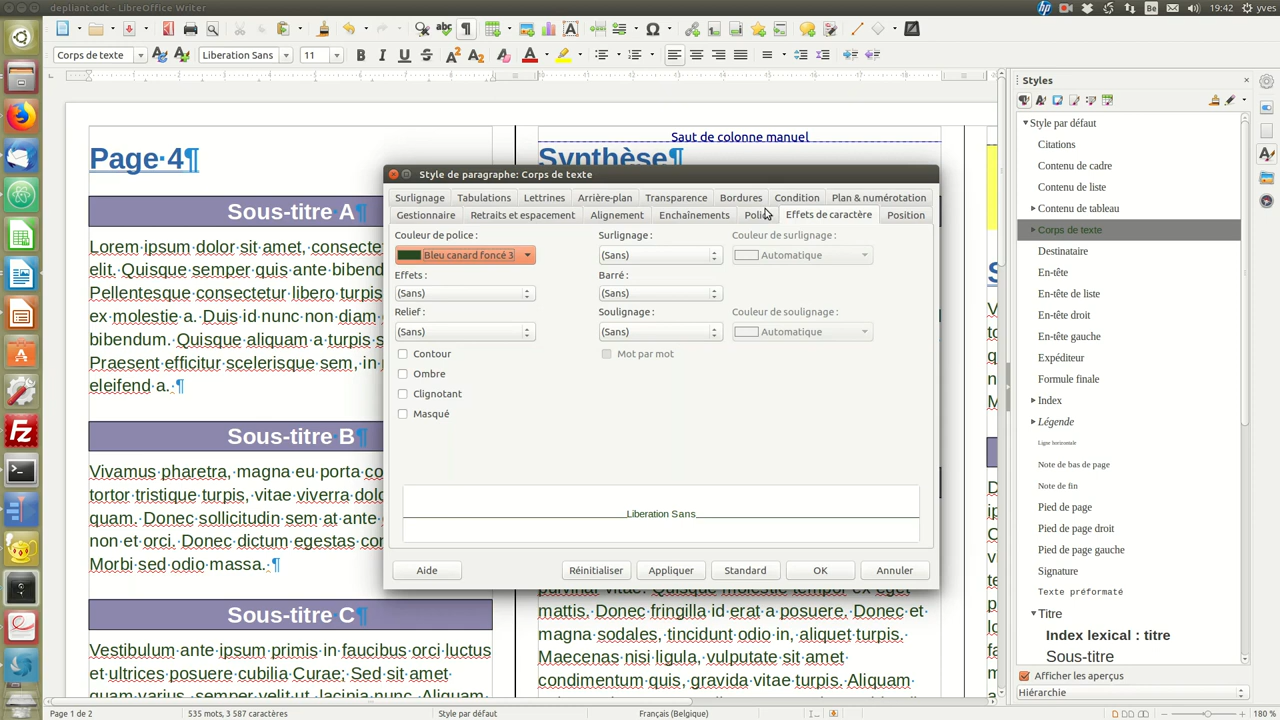 depliant.odt - LibreOffice Writer
Be
19:42
yves
Corps de texte
Liberation Sans
11
Saut de colonne manuel
Page·4¶
Synthèse¶
Sous-titre A¶
Lorem ipsum dolor sit amet, consecte
elit. Quisque semper quis ante biben
Pellentesque consectetur libero turpis
ex molestie a. Duis id nunc non diam
bibendum. Quisque aliquam a turpis
Praesent efficitur scelerisque sem, in
eleifend a. ¶
Sous-titre B¶
Vivamus pharetra, magna eu porta co
tortor tristique turpis, vitae viverra dolo
quam. Donec sollicitudin sem at ante
non et orci. Donec dictum egestas con
Morbi sed odio massa. ¶
Sous-titre C¶
Vestibulum ante ipsum primis in faucibus orci luctus
et ultrices posuere cubilia Curae; Sed sit amet
quam varius, semper velit ut, lacinia nunc. Aliquam
mattis. Donec fringilla id erat a posuere. Donec et
magna sodales, tincidunt odio in, aliquet turpis.
Maecenas nisi ligula, vulputate sit amet
condimentum quis, gravida vitae turpis. Aliquam
Style de paragraphe: Corps de texte
Surlignage Tabulations Lettrines Arrière-plan Transparence Bordures Condition Plan & numérotation
Gestionnaire Retraits et espacement Alignement Enchaînements Police Effets de caractère Position
Couleur de police : Surlignage : Couleur de surlignage :
Bleu canard foncé 3 (Sans) Automatique
Effets : Barré :
(Sans) (Sans)
Relief : Soulignage : Couleur de soulignage :
(Sans) (Sans) Automatique
Contour Mot par mot
Ombre
Clignotant
Masqué
Liberation Sans
Aide Réinitialiser Appliquer Standard OK Annuler
Styles
Style par défaut
Citations
Contenu de cadre
Contenu de liste
Contenu de tableau
Corps de texte
Destinataire
En-tête
En-tête de liste
En-tête droit
En-tête gauche
Expéditeur
Formule finale
Index
Légende
Ligne horizontale
Note de bas de page
Note de fin
Pied de page
Pied de page droit
Pied de page gauche
Signature
Texte préformaté
Titre
Index lexical : titre
Sous-titre
Afficher les aperçus
Hiérarchie
Page 1 de 2 535 mots, 3 587 caractères Style par défaut Français (Belgique) 180 %